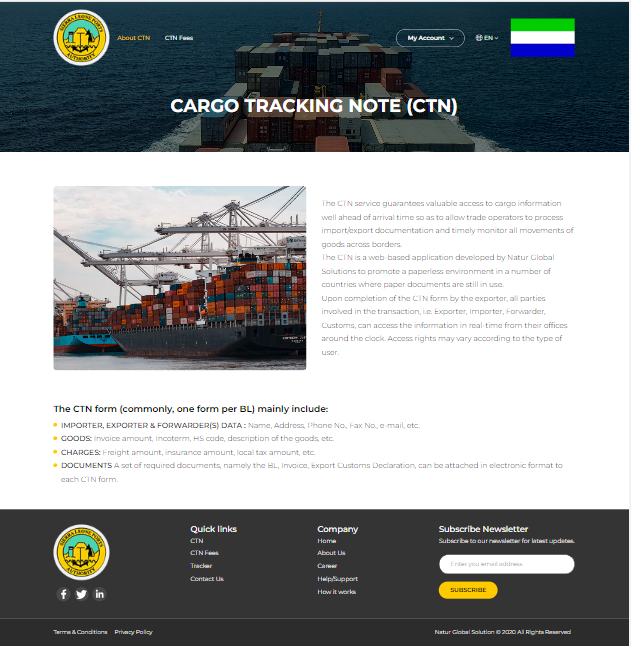 SIERRA LEONE PORTS AUTHORITY
About CTN
CTN Fees
My Account
EN
CARGO TRACKING NOTE (CTN)
The CTN service guarantees valuable access to cargo information
well ahead of arrival time so as to allow trade operators to process
import/export documentation and timely monitor all movements of
goods across borders.
The CTN is a web-based application developed by Natur Global
Solutions to promote a paperless environment in a number of
countries where paper documents are still in use.
Upon completion of the CTN form by the exporter, all parties
involved in the transaction, i.e. Exporter, Importer, Forwarder,
Customs, can access the information in real-time from their offices
around the clock. Access rights may vary according to the type of
user.
The CTN form (commonly, one form per BL) mainly include:
IMPORTER, EXPORTER & FORWARDER(S) DATA : Name, Address, Phone No., Fax No., e-mail, etc.
GOODS: Invoice amount, Incoterm, HS code, description of the goods, etc.
CHARGES: Freight amount, insurance amount, local tax amount, etc.
DOCUMENTS A set of required documents, namely the BL, Invoice, Export Customs Declaration, can be attached in electronic format to
each CTN form.
SIERRA LEONE PORTS AUTHORITY
Quick links
CTN
CTN Fees
Tracker
Contact Us
Company
Home
About Us
Career
Help/Support
How it works
Subscribe Newsletter
Subscribe to our newsletter for latest updates.
Enter you email address
SUBSCRIBE
Terms & Conditions
Privacy Policy
Natur Global Solution © 2020 All Rights Reserved